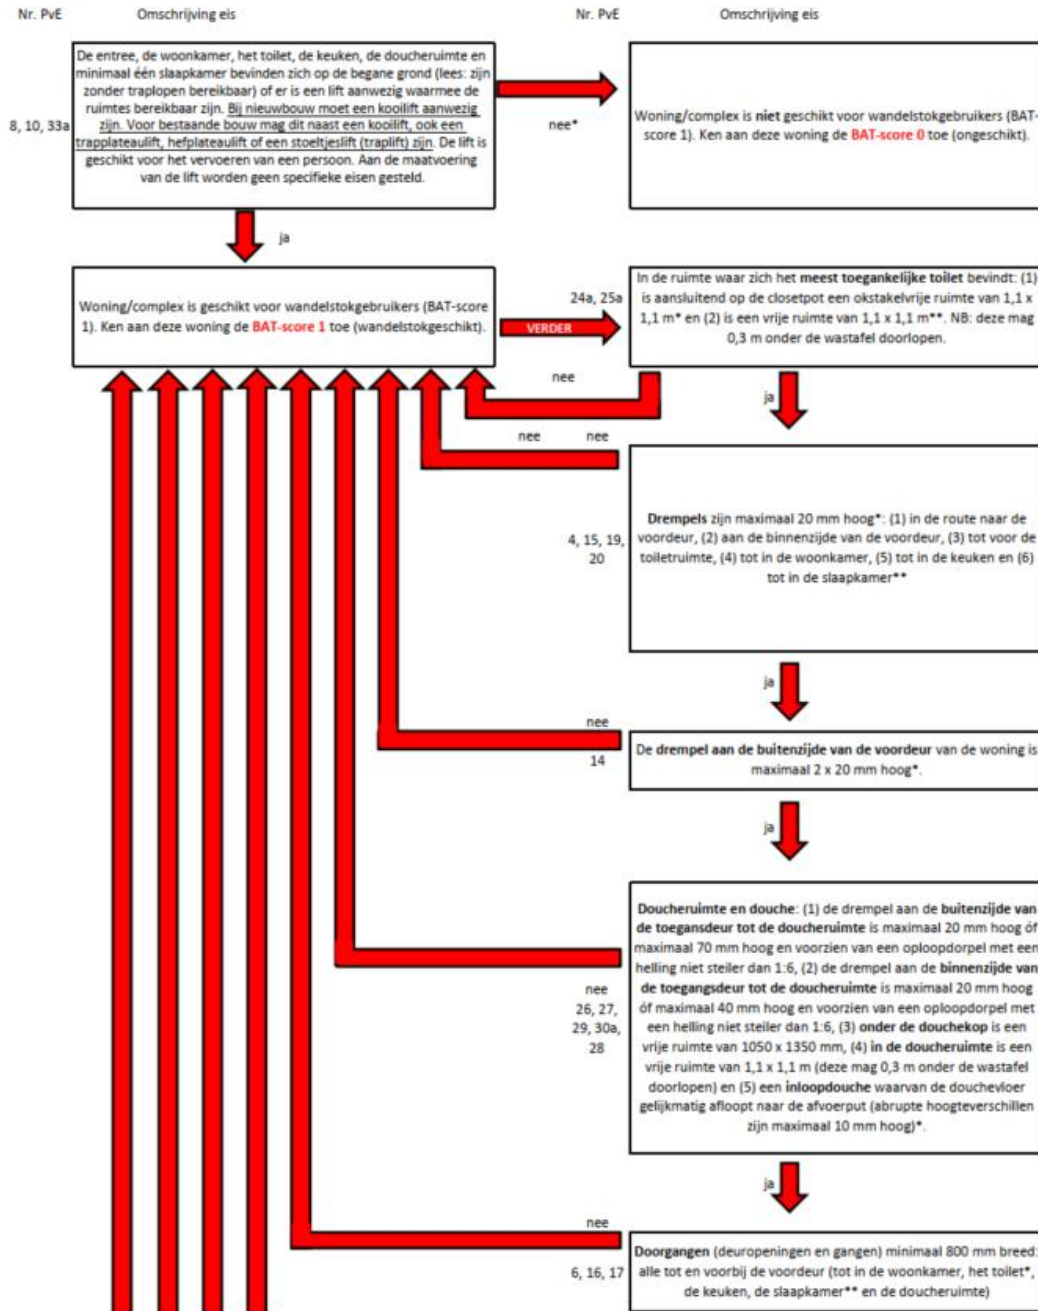 Nr. PvE
Omschrijving eis
Nr. PvE
Omschrijving eis
8, 10, 33a
De entree, de woonkamer, het toilet, de keuken, de doucheruimte en
minimaal één slaapkamer bevinden zich op de begane grond (lees: zijn
zonder traplopen bereikbaar) of er is een lift aanwezig waarmee de
ruimtes bereikbaar zijn. Bij nieuwbouw moet een kooilift aanwezig
zijn. Voor bestaande bouw mag dit naast een kooilift, ook een
trapplateaulift, hefplateaulift of een stoeltjeslift (traplift) zijn. De lift is
geschikt voor het vervoeren van een persoon. Aan de maatvoering
van de lift worden geen specifieke eisen gesteld.
nee*
Woning/complex is niet geschikt voor wandelstokgebruikers (BAT-
score 1). Ken aan deze woning de BAT-score 0 toe (ongeschikt).
ja
Woning/complex is geschikt voor wandelstokgebruikers (BAT-score
1). Ken aan deze woning de BAT-score 1 toe (wandelstokgeschikt).
24a, 25a
VERDER
In de ruimte waar zich het meest toegankelijke toilet bevindt: (1)
is aansluitend op de closetpot een okstakelvrije ruimte van 1,1 x
1,1 m* en (2) is een vrije ruimte van 1,1 x 1,1 m**. NB: deze mag
0,3 m onder de wastafel doorlopen.
nee
ja
nee
nee
4, 15, 19,
20
Drempels zijn maximaal 20 mm hoog*: (1) in de route naar de
voordeur, (2) aan de binnenzijde van de voordeur, (3) tot voor de
toiletruimte, (4) tot in de woonkamer, (5) tot in de keuken en (6)
tot in de slaapkamer**
ja
nee
14
De drempel aan de buitenzijde van de voordeur van de woning is
maximaal 2 x 20 mm hoog*.
ja
nee
26, 27,
29, 30a,
28
Doucheruimte en douche: (1) de drempel aan de buitenzijde van
de toegansdeur tot de doucheruimte is maximaal 20 mm hoog óf
maximaal 70 mm hoog en voorzien van een oploopdorpel met een
helling niet steiler dan 1:6, (2) de drempel aan de binnenzijde van
de toegangsdeur tot de doucheruimte is maximaal 20 mm hoog
óf maximaal 40 mm hoog en voorzien van een oploopdorpel met
een helling niet steiler dan 1:6, (3) onder de douchekop is een
vrije ruimte van 1050 x 1350 mm, (4) in de doucheruimte is een
vrije ruimte van 1,1 x 1,1 m (deze mag 0,3 m onder de wastafel
doorlopen) en (5) een inloopdouche waarvan de douchevloer
gelijkmatig afloopt naar de afvoerput (abrupte hoogteverschillen
zijn maximaal 10 mm hoog)*.
ja
nee
6, 16, 17
Doorgangen (deuropeningen en gangen) minimaal 800 mm breed:
alle tot en voorbij de voordeur (tot in de woonkamer, het toilet*,
de keuken, de slaapkamer** en de doucheruimte)